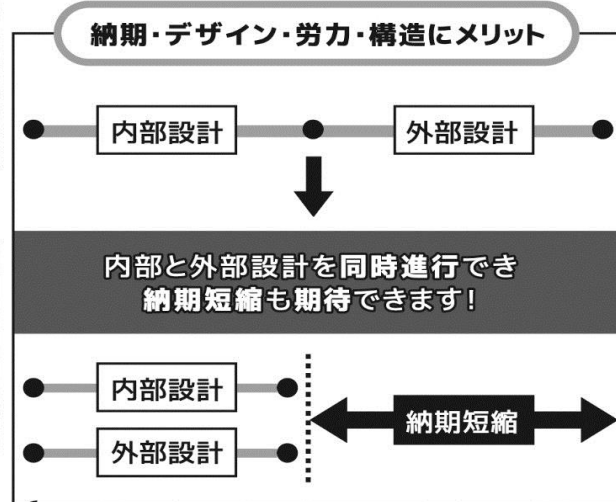 納期･デザイン･労力･構造にメリット
内部設計
外部設計
内部と外部設計を同時進行でき
納期短縮も期待できます!
内部設計
外部設計
納期短縮